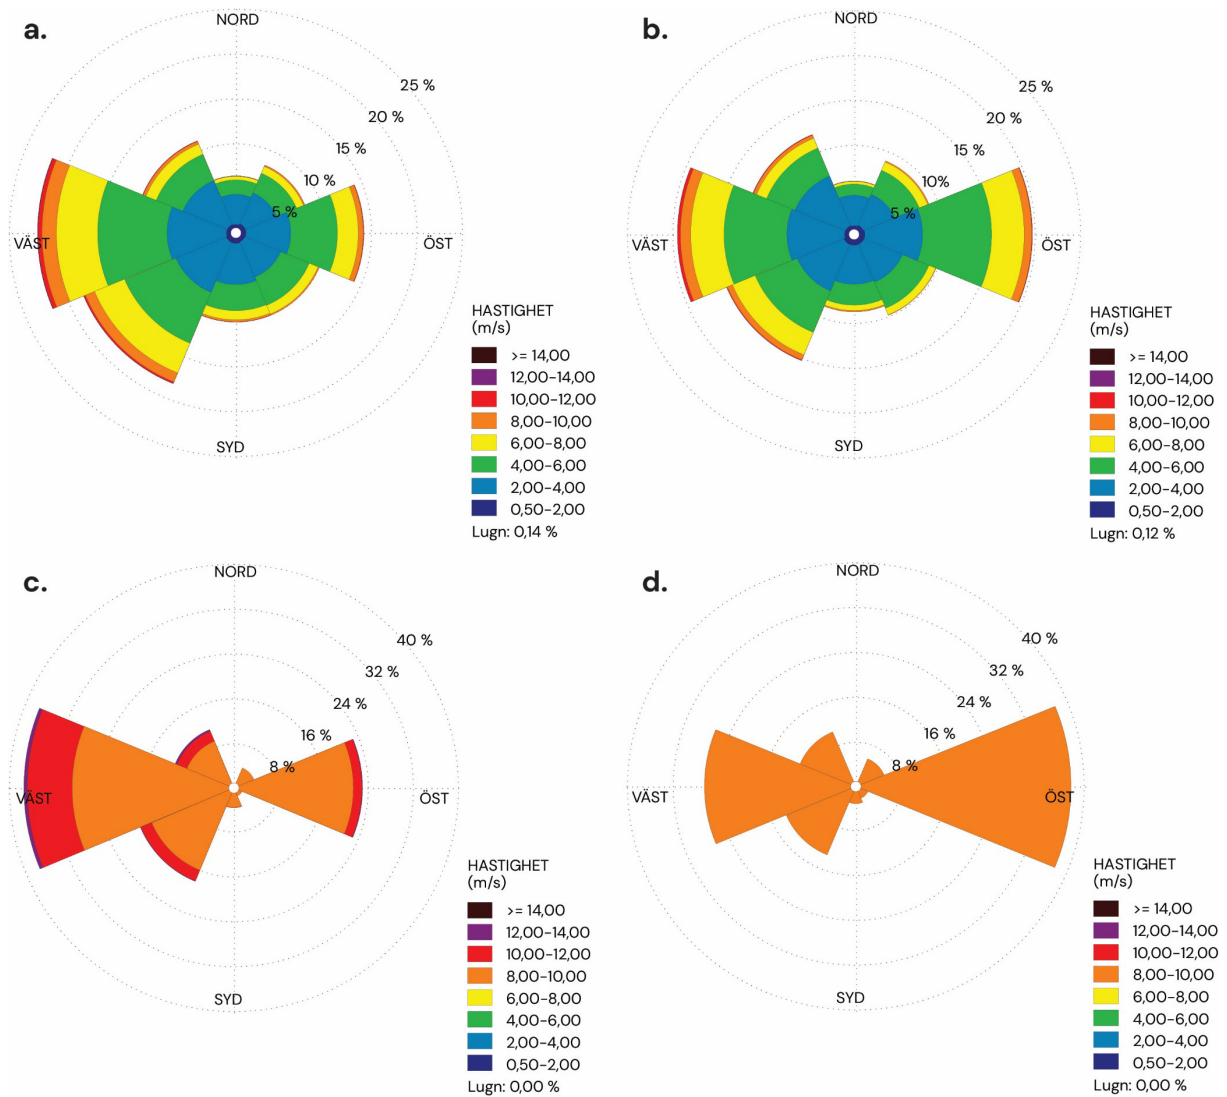 a.
NORD
25 %
20 %
15 %
10 %
5 %
VÄST
ÖST
SYD
HASTIGHET
(m/s)
>= 14,00
12,00-14,00
10,00-12,00
8,00-10,00
6,00-8,00
4,00-6,00
2,00-4,00
0,50-2,00
Lugn: 0,14 %
b.
NORD
25 %
20 %
15 %
10%
5 %
VÄST
ÖST
SYD
HASTIGHET
(m/s)
>= 14,00
12,00-14,00
10,00-12,00
8,00-10,00
6,00-8,00
4,00-6,00
2,00-4,00
0,50-2,00
Lugn: 0,12 %
c.
NORD
40 %
32 %
24 %
16 %
8 %
VÄST
ÖST
SYD
HASTIGHET
(m/s)
>= 14,00
12,00-14,00
10,00-12,00
8,00-10,00
6,00-8,00
4,00-6,00
2,00-4,00
0,50-2,00
Lugn: 0,00 %
d.
NORD
40 %
32 %
24 %
16 %
8 %
VÄST
ÖST
SYD
HASTIGHET
(m/s)
>= 14,00
12,00-14,00
10,00-12,00
8,00-10,00
6,00-8,00
4,00-6,00
2,00-4,00
0,50-2,00
Lugn: 0,00 %